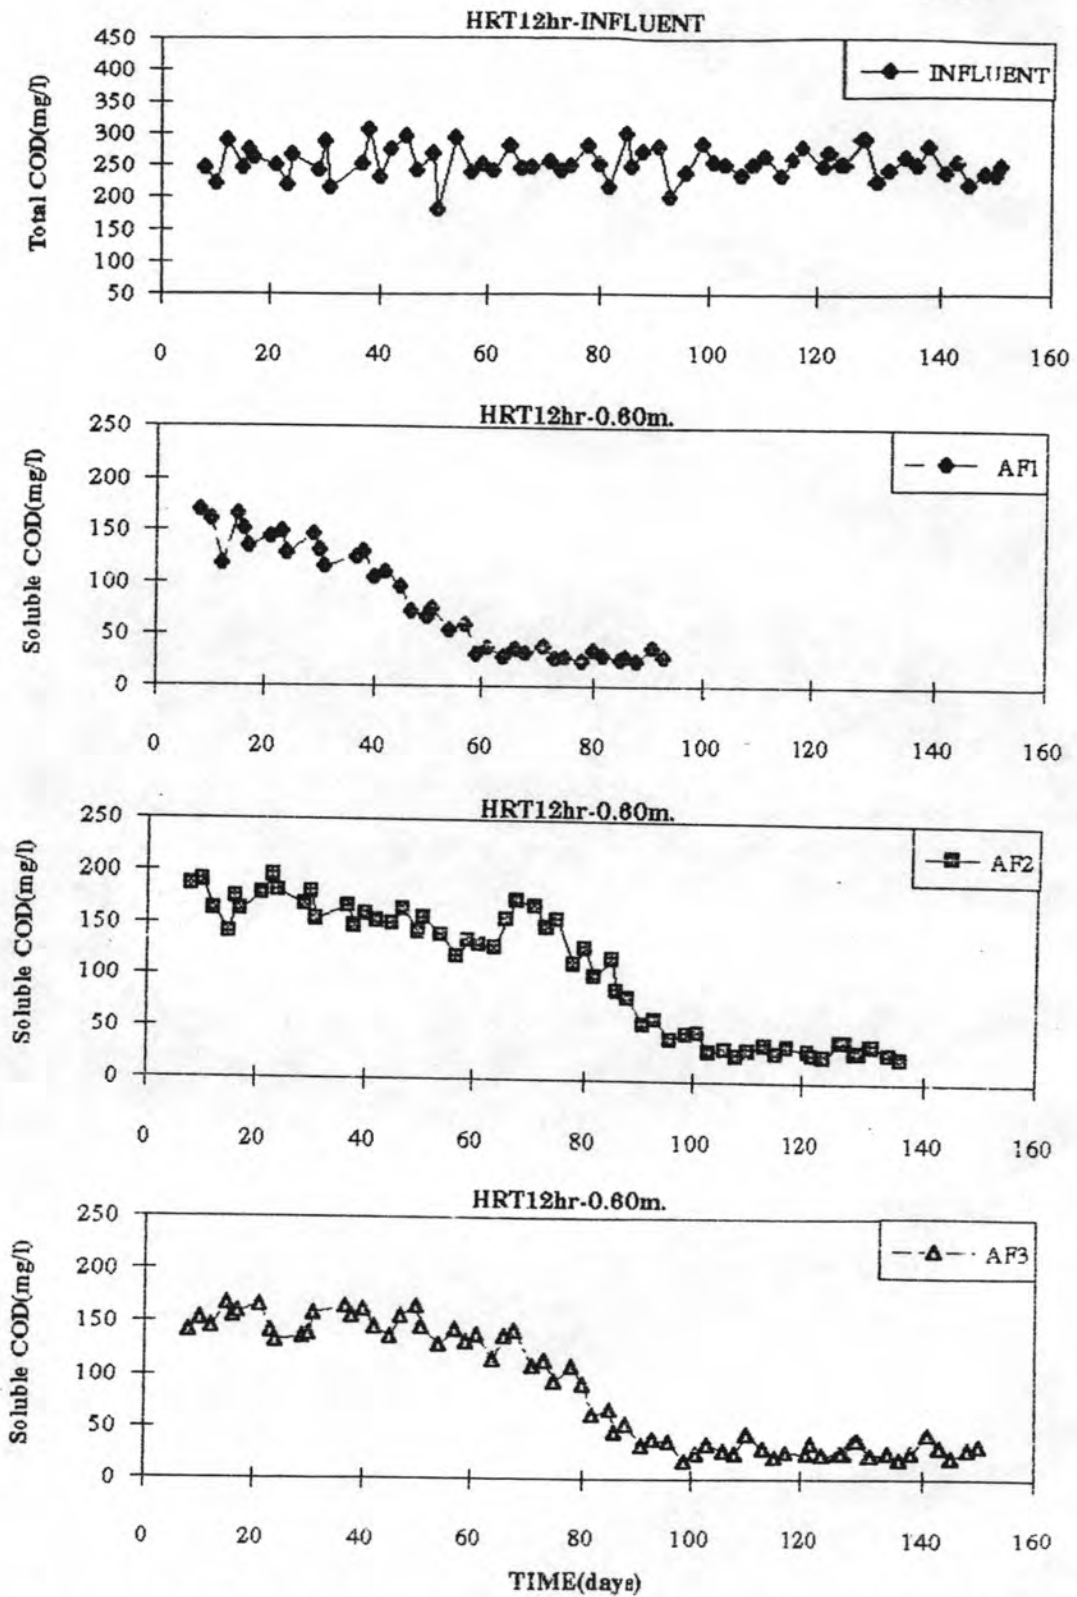 HRT12hr-INFLUENT
450
400
350
300
250
200
150
100
50
Total COD(mg/l)
INFLUENT
0 20 40 60 80 100 120 140 160
HRT12hr-0.60m.
250
200
150
100
50
0
Soluble COD(mg/l)
AF1
0 20 40 60 80 100 120 140 160
HRT12hr-0.60m.
250
200
150
100
50
0
Soluble COD(mg/l)
AF2
0 20 40 60 80 100 120 140 160
HRT12hr-0.60m.
250
200
150
100
50
0
Soluble COD(mg/l)
AF3
0 20 40 60 80 100 120 140 160
TIME(days)